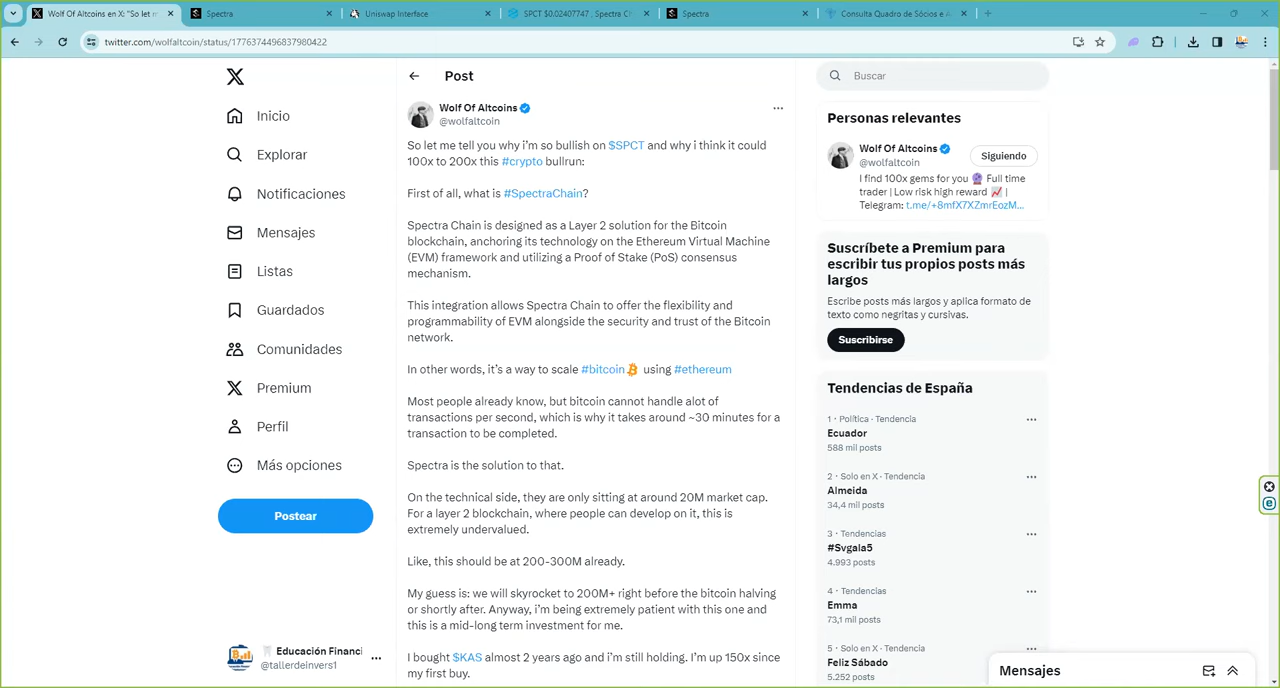 Wolf Of Altcoins en X: "So let m
Spectra
Uniswap Interface
SPCT $0.02407747 : Spectra Ch
Spectra
Consulta Quadro de Sócios e A
twitter.com/wolfaltcoin/status/1776374496837980422
Inicio
Explorar
Notificaciones
Mensajes
Listas
Guardados
Comunidades
Premium
Perfil
Más opciones
Postear
Educación Financi
@tallerdeinvers1
Post
Wolf Of Altcoins
@wolfaltcoin
So let me tell you why i'm so bullish on $SPCT and why i think it could
100x to 200x this #crypto bullrun:
First of all, what is #SpectraChain?
Spectra Chain is designed as a Layer 2 solution for the Bitcoin
blockchain, anchoring its technology on the Ethereum Virtual Machine
(EVM) framework and utilizing a Proof of Stake (PoS) consensus
mechanism.
This integration allows Spectra Chain to offer the flexibility and
programmability of EVM alongside the security and trust of the Bitcoin
network.
In other words, it's a way to scale #bitcoin using #ethereum
Most people already know, but bitcoin cannot handle alot of
transactions per second, which is why it takes around ~30 minutes for a
transaction to be completed.
Spectra is the solution to that.
On the technical side, they are only sitting at around 20M market cap.
For a layer 2 blockchain, where people can develop on it, this is
extremely undervalued.
Like, this should be at 200-300M already.
My guess is: we will skyrocket to 200M+ right before the bitcoin halving
or shortly after. Anyway, i'm being extremely patient with this one and
this is a mid-long term investment for me.
I bought $KAS almost 2 years ago and i'm still holding. I'm up 150x since
my first buy.
Buscar
Personas relevantes
Wolf Of Altcoins
@wolfaltcoin
Siguiendo
I find 100x gems for you 🔮 Full time
trader | Low risk high reward 📈 |
Telegram: t.me/+8mfX7XZmrEozM...
Suscríbete a Premium para
escribir tus propios posts más
largos
Escribe posts más largos y aplica formato de
texto como negritas y cursivas.
Suscribirse
Tendencias de España
1 · Política · Tendencia
Ecuador
588 mil posts
2 · Solo en X · Tendencia
Almeida
34,4 mil posts
3 · Tendencias
#Svgala5
4.993 posts
4 · Tendencias
Emma
73,1 mil posts
5 · Solo en X · Tendencia
Feliz Sábado
5.252 posts
Mensajes